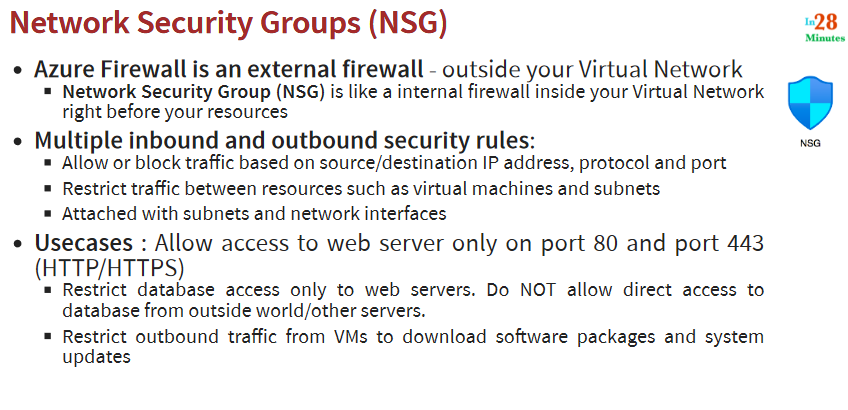 Network Security Groups (NSG)
In28
Minutes
• Azure Firewall is an external firewall - outside your Virtual Network
▪ Network Security Group (NSG) is like a internal firewall inside your Virtual Network
right before your resources
NSG
• Multiple inbound and outbound security rules:
▪ Allow or block traffic based on source/destination IP address, protocol and port
▪ Restrict traffic between resources such as virtual machines and subnets
▪ Attached with subnets and network interfaces
• Usecases : Allow access to web server only on port 80 and port 443
(HTTP/HTTPS)
▪ Restrict database access only to web servers. Do NOT allow direct access to
database from outside world/other servers.
▪ Restrict outbound traffic from VMs to download software packages and system
updates